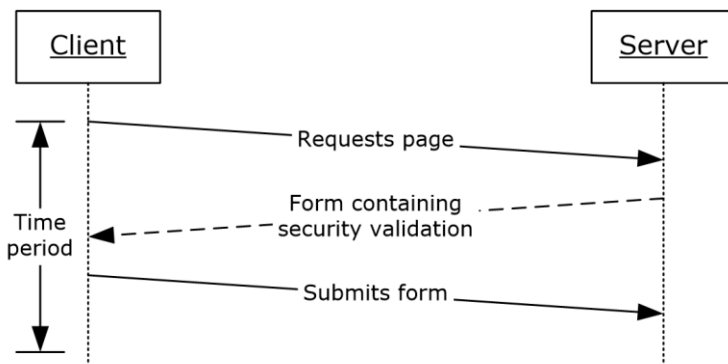 Client
Server
Requests page
Form containing
security validation
Time
period
Submits form